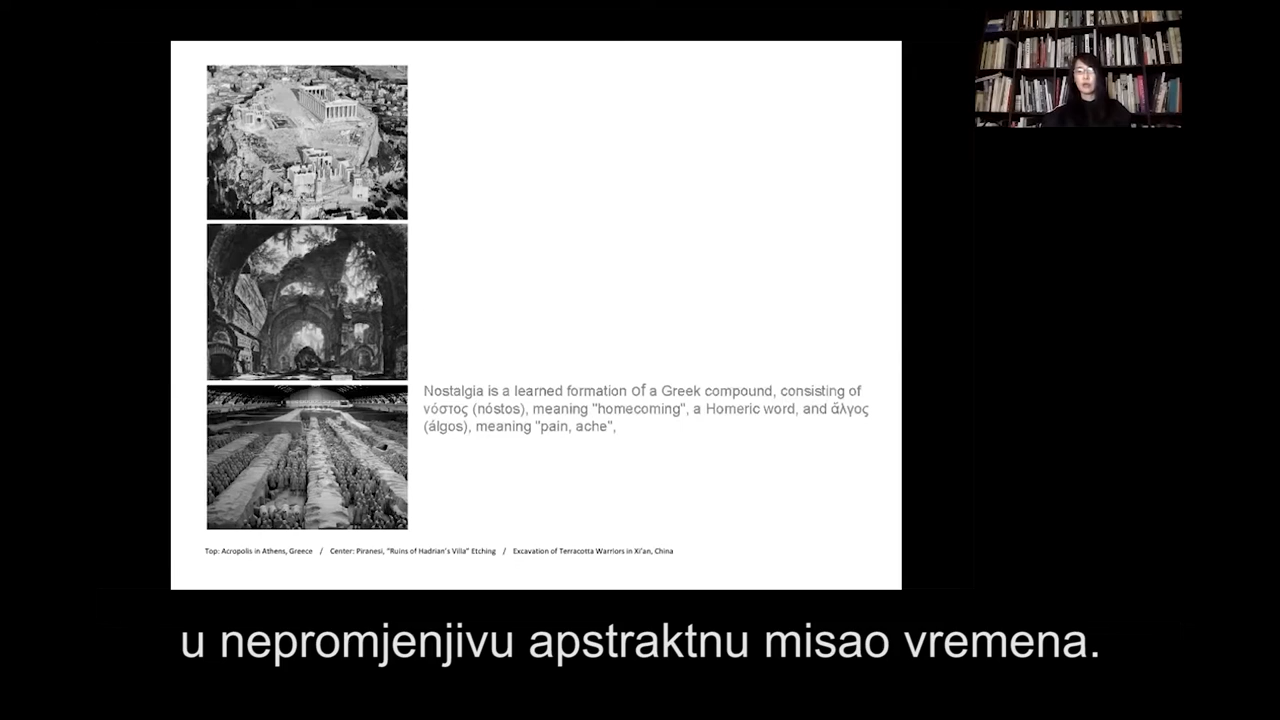 Nostalgia is a learned formation of a Greek compound, consisting of
νόστος (nóstos), meaning "homecoming", a Homeric word, and ἄλγος
(álgos), meaning "pain, ache",
Top: Acropolis in Athens, Greece / Center: Piranesi, "Ruins of Hadrian's Villa" Etching / Excavation of Terracotta Warriors in Xi'an, China
u nepromjenjivu apstraktnu misao vremena.